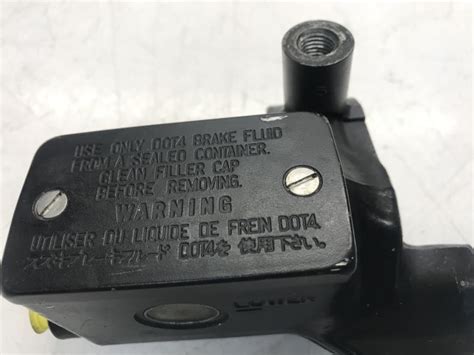 USE ONLY DOT4 BRAKE FLUID
FROM A SEALED CONTAINER.
CLEAN FILLER CAP
BEFORE REMOVING.
WARNING
UTILISER DU LIQUIDE DE FREIN DOT4.
DOT4を 使用下さい。
LOWER